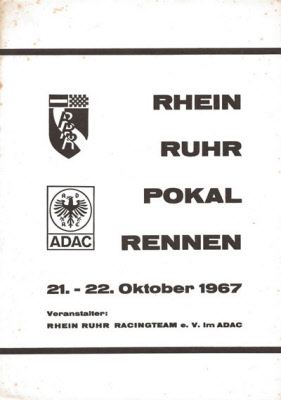 RHEIN
RUHR
POKAL
RENNEN
ADAC
21. - 22. Oktober 1967
Veranstalter:
RHEIN RUHR RACINGTEAM e. V. im ADAC